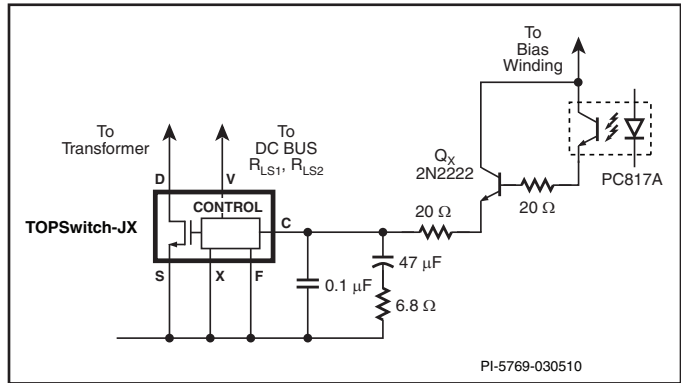 To
Bias
Winding
To
Transformer
To
DC BUS
R_LS1, R_LS2
Q_X
2N2222
PC817A
D
V
CONTROL
TOPSwitch-JX
C
20 Ω
20 Ω
S
X
F
0.1 μF
47 μF
6.8 Ω
PI-5769-030510